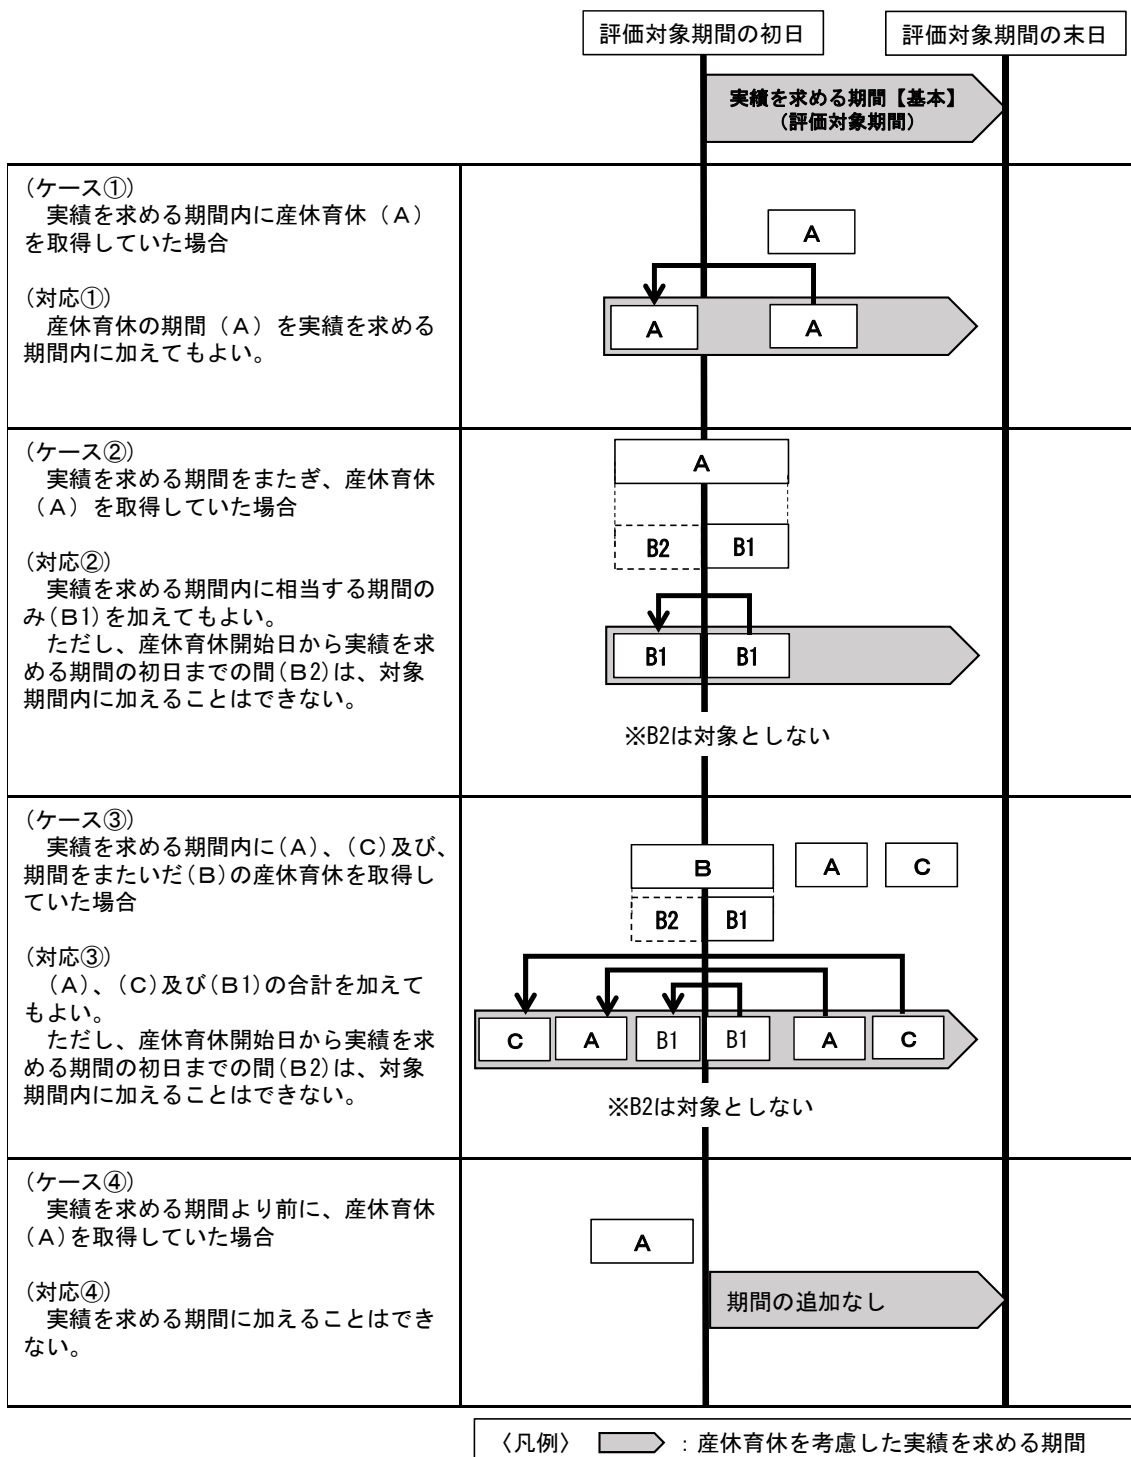 評価対象期間の初日
評価対象期間の末日
実績を求める期間【基本】
（評価対象期間）
（ケース①）
実績を求める期間内に産休育休（Ａ）
を取得していた場合
（対応①）
産休育休の期間（Ａ）を実績を求める
期間内に加えてもよい。
A
A
A
（ケース②）
実績を求める期間をまたぎ、産休育休
（Ａ）を取得していた場合
（対応②）
実績を求める期間内に相当する期間の
み(Ｂ1)を加えてもよい。
ただし、産休育休開始日から実績を求
める期間の初日までの間(Ｂ2)は、対象
期間内に加えることはできない。
A
B2
B1
B1
B1
※B2は対象としない
（ケース③）
実績を求める期間内に(Ａ)、(Ｃ)及び、
期間をまたいだ(Ｂ)の産休育休を取得し
ていた場合
（対応③）
(Ａ)、(Ｃ)及び(Ｂ1)の合計を加えて
もよい。
ただし、産休育休開始日から実績を求
める期間の初日までの間(Ｂ2)は、対象
期間内に加えることはできない。
B
A
C
B2
B1
C
A
B1
B1
A
C
※B2は対象としない
（ケース④）
実績を求める期間より前に、産休育休
(Ａ)を取得していた場合
（対応④）
実績を求める期間に加えることはでき
ない。
A
期間の追加なし
〈凡例〉 ：産休育休を考慮した実績を求める期間